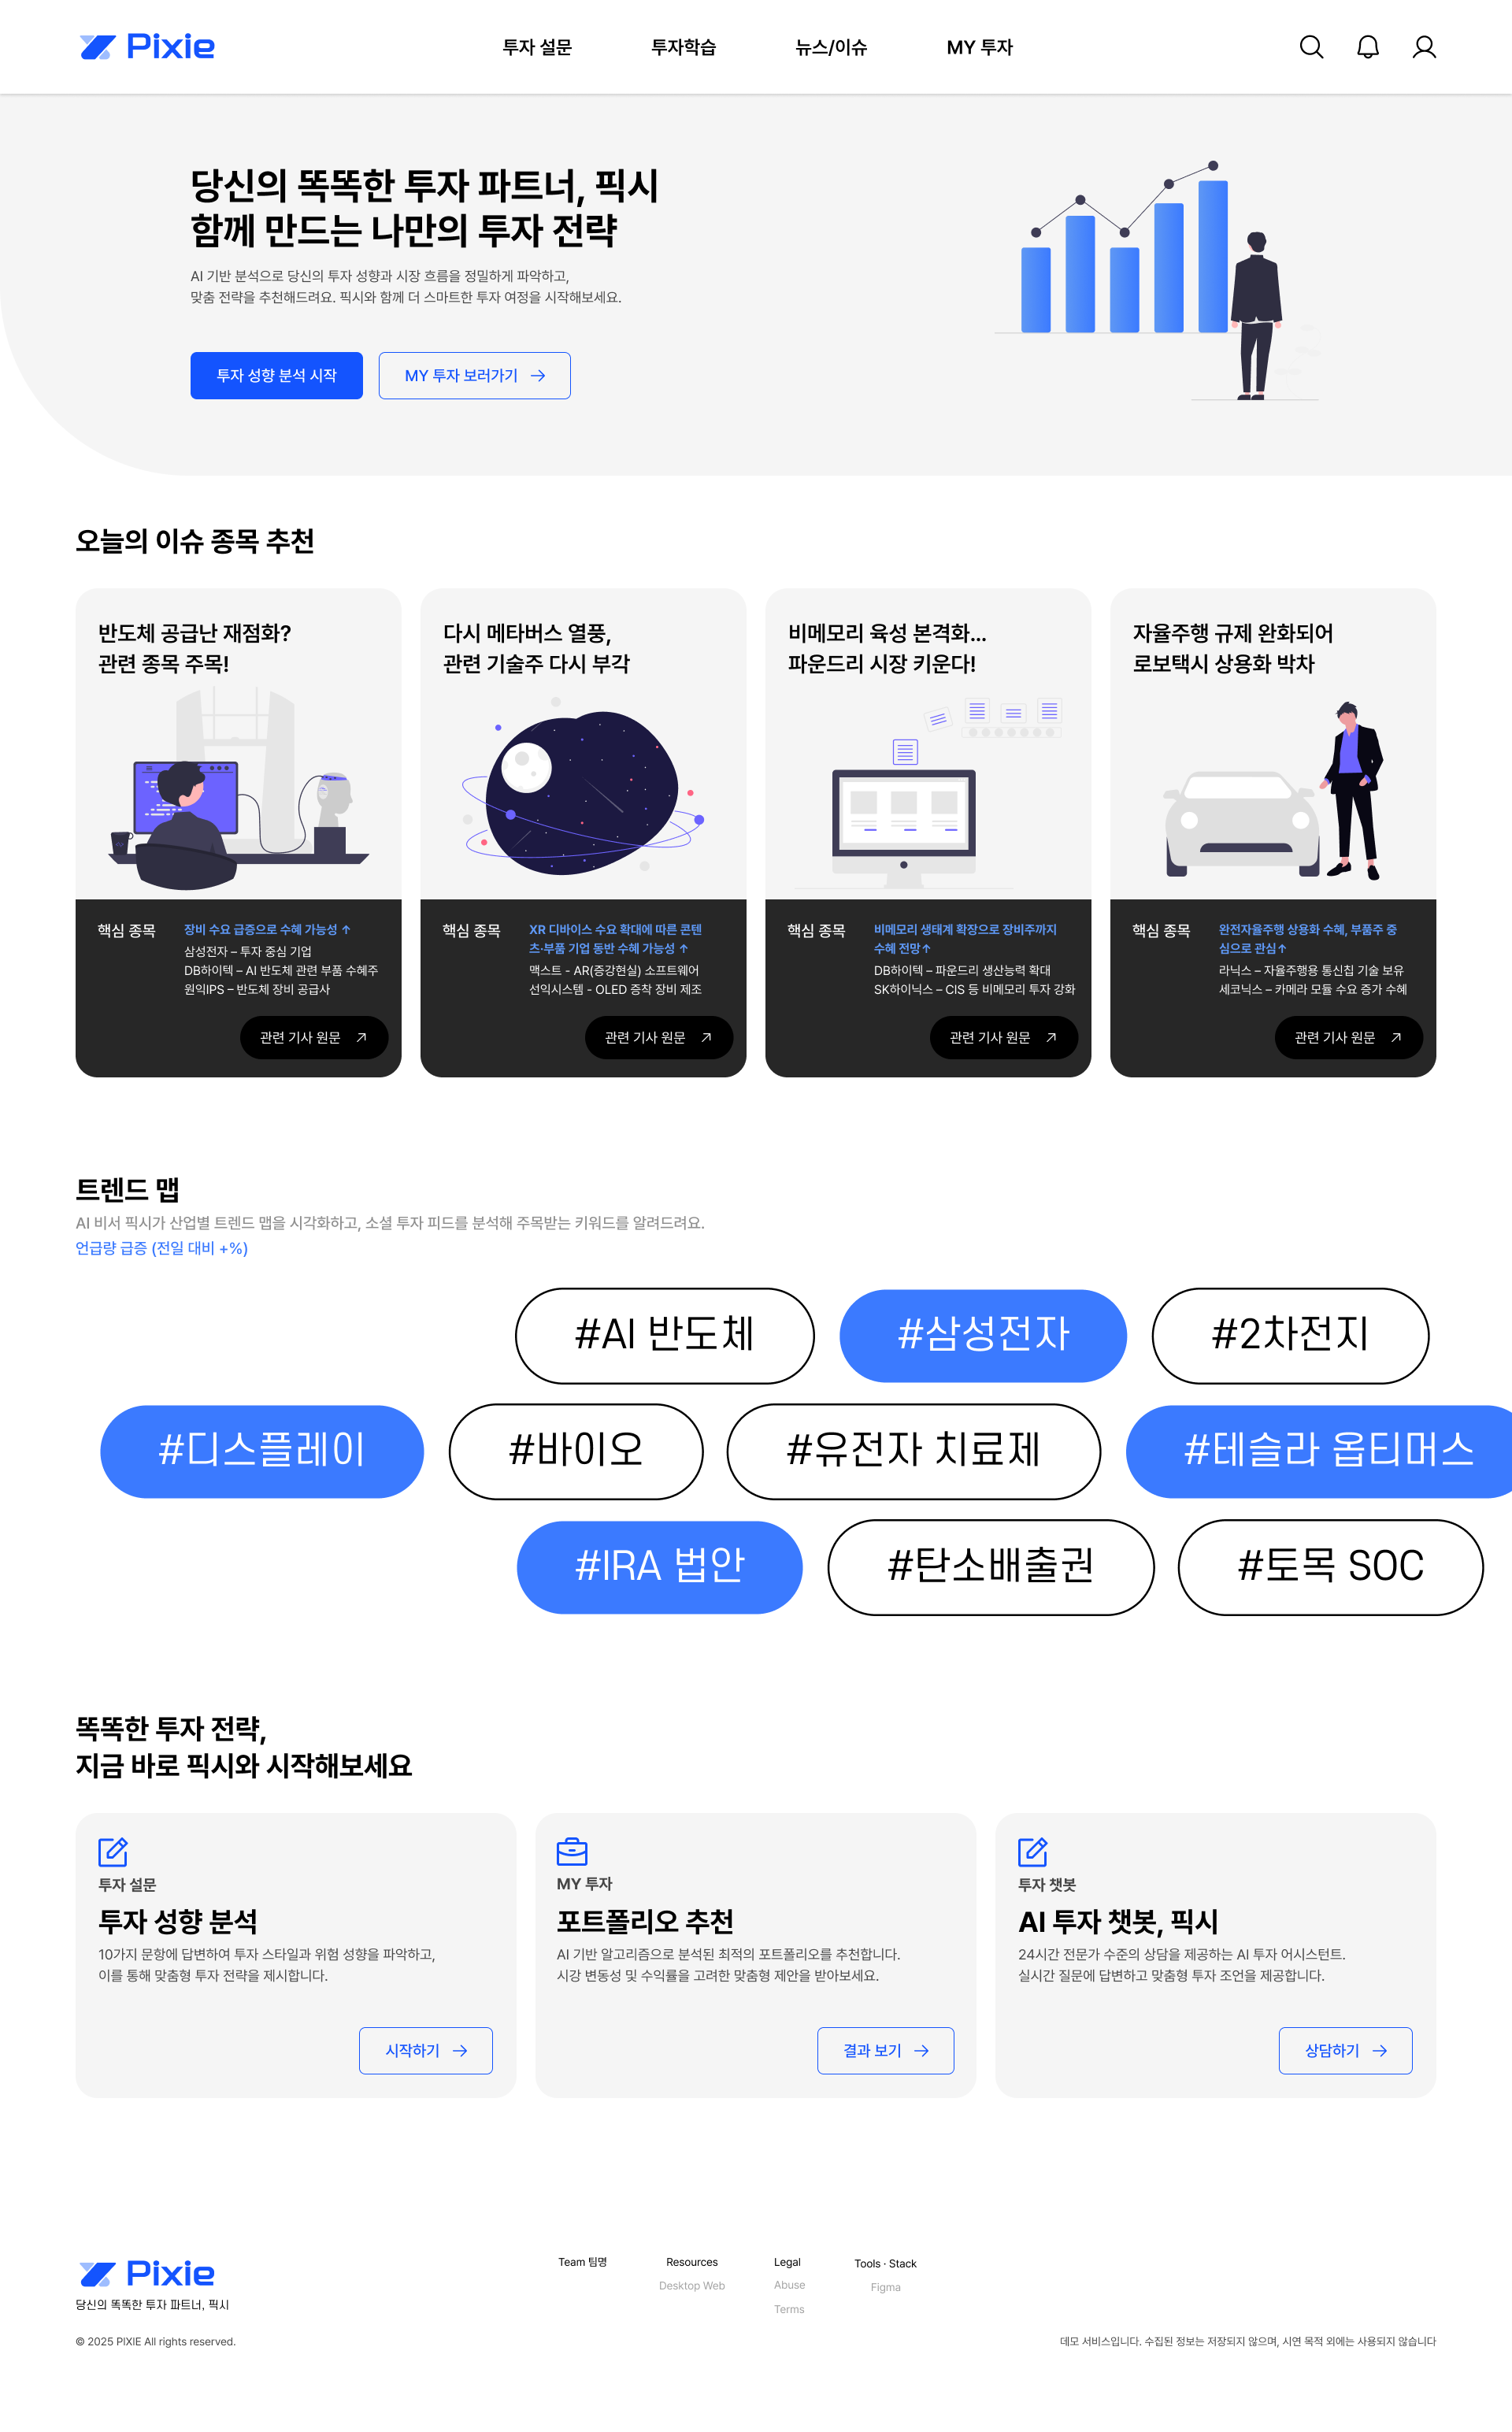 Pixie
투자 설문
투자학습
뉴스/이슈
MY 투자
당신의 똑똑한 투자 파트너, 픽시
함께 만드는 나만의 투자 전략
AI 기반 분석으로 당신의 투자 성향과 시장 흐름을 정밀하게 파악하고,
맞춤 전략을 추천해드려요. 픽시와 함께 더 스마트한 투자 여정을 시작해보세요.
투자 성향 분석 시작
MY 투자 보러가기 →
오늘의 이슈 종목 추천
반도체 공급난 재점화?
관련 종목 주목!
핵심 종목
장비 수요 급증으로 수혜 가능성 ↑
삼성전자 – 투자 중심 기업
DB하이텍 – AI 반도체 관련 부품 수혜주
원익IPS – 반도체 장비 공급사
관련 기사 원문 ↗
다시 메타버스 열풍,
관련 기술주 다시 부각
핵심 종목
XR 디바이스 수요 확대에 따른 콘텐
츠·부품 기업 동반 수혜 가능성 ↑
맥스트 - AR(증강현실) 소프트웨어
선익시스템 - OLED 증착 장비 제조
관련 기사 원문 ↗
비메모리 육성 본격화...
파운드리 시장 키운다!
핵심 종목
비메모리 생태계 확장으로 장비주까지
수혜 전망↑
DB하이텍 – 파운드리 생산능력 확대
SK하이닉스 – CIS 등 비메모리 투자 강화
관련 기사 원문 ↗
자율주행 규제 완화되어
로보택시 상용화 박차
핵심 종목
완전자율주행 상용화 수혜, 부품주 중
심으로 관심↑
라닉스 – 자율주행용 통신칩 기술 보유
세코닉스 – 카메라 모듈 수요 증가 수혜
관련 기사 원문 ↗
트렌드 맵
AI 비서 픽시가 산업별 트렌드 맵을 시각화하고, 소셜 투자 피드를 분석해 주목받는 키워드를 알려드려요.
언급량 급증 (전일 대비 +%)
#AI 반도체
#삼성전자
#2차전지
#디스플레이
#바이오
#유전자 치료제
#테슬라 옵티머스
#IRA 법안
#탄소배출권
#토목 SOC
똑똑한 투자 전략,
지금 바로 픽시와 시작해보세요
투자 설문
투자 성향 분석
10가지 문항에 답변하여 투자 스타일과 위험 성향을 파악하고,
이를 통해 맞춤형 투자 전략을 제시합니다.
시작하기 →
MY 투자
포트폴리오 추천
AI 기반 알고리즘으로 분석된 최적의 포트폴리오를 추천합니다.
시강 변동성 및 수익률을 고려한 맞춤형 제안을 받아보세요.
결과 보기 →
투자 챗봇
AI 투자 챗봇, 픽시
24시간 전문가 수준의 상담을 제공하는 AI 투자 어시스턴트.
실시간 질문에 답변하고 맞춤형 투자 조언을 제공합니다.
상담하기 →
Pixie
당신의 똑똑한 투자 파트너, 픽시
Team 팀명
Resources
Desktop Web
Legal
Abuse
Terms
Tools · Stack
Figma
© 2025 PIXIE All rights reserved.
데모 서비스입니다. 수집된 정보는 저장되지 않으며, 시연 목적 외에는 사용되지 않습니다